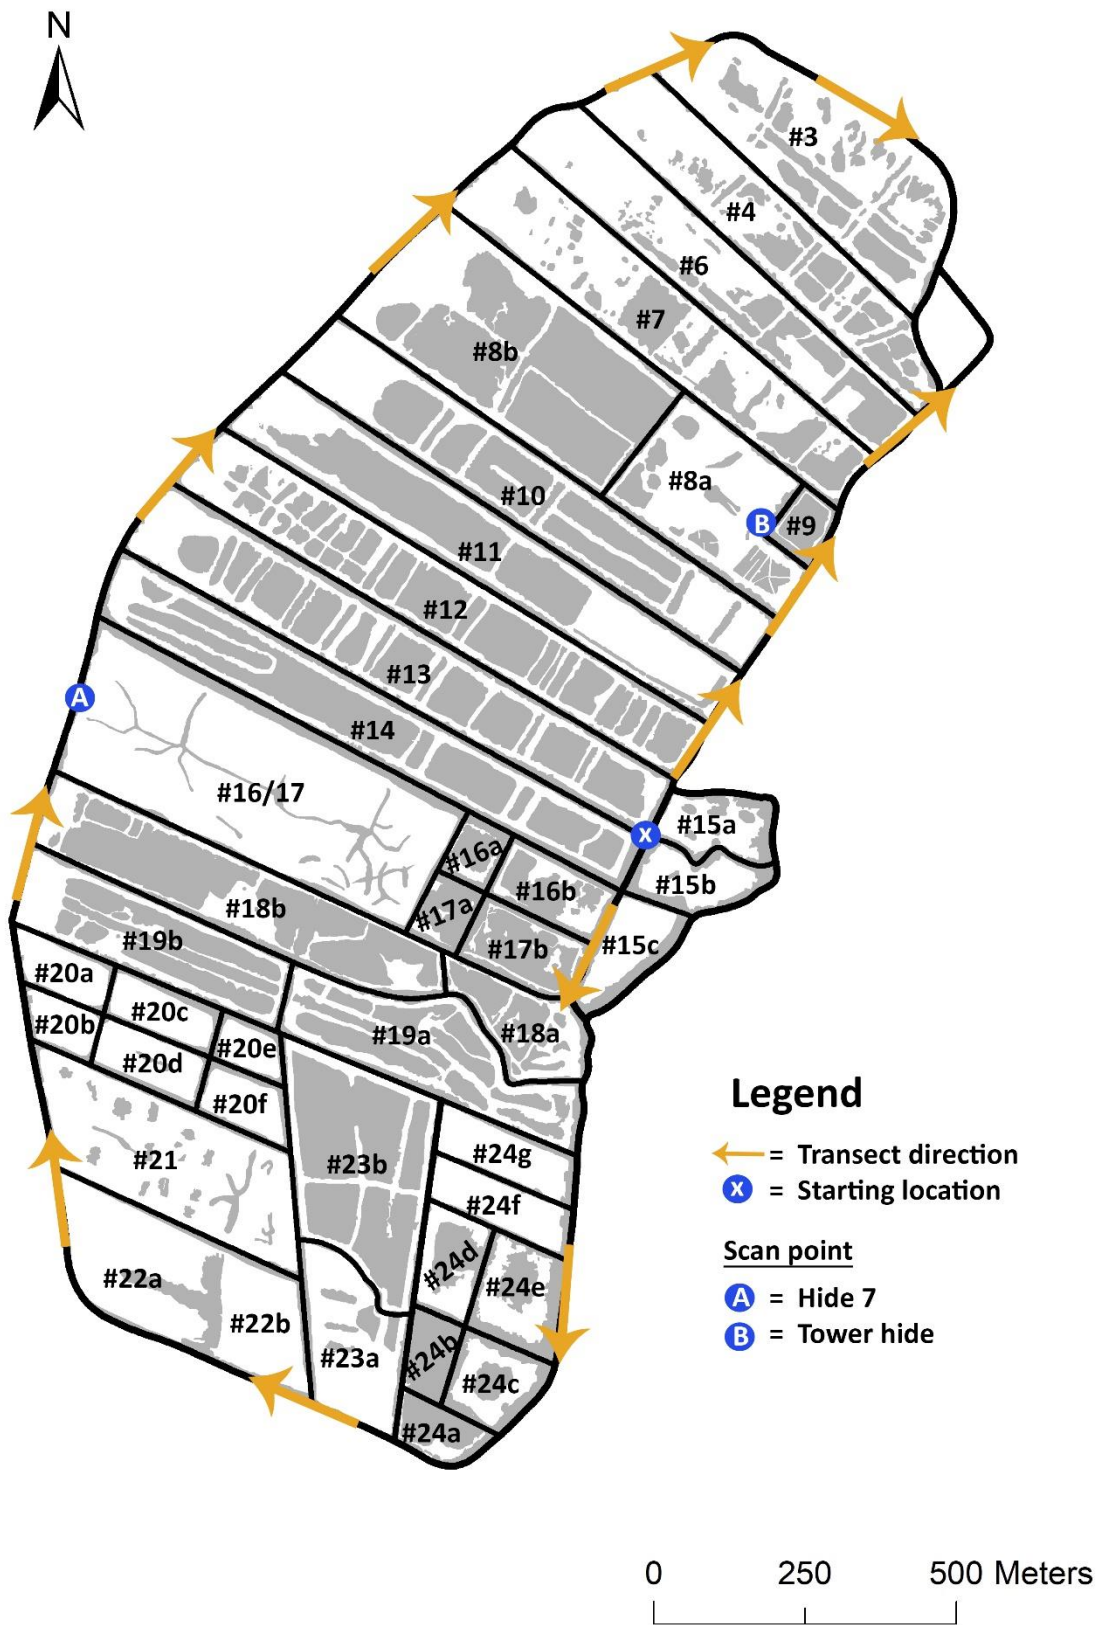 N
#3
#4
#6
#7
#8b
#8a
B
#9
#10
#11
#12
#13
A
#14
#16/17
X
#15a
#16a
#16b
#15b
#17a
#18b
#17b
#15c
#19b
#20a
#20c
#20b
#18a
#19a
#20e
#20d
#20f
#21
#23b
#24g
#24f
#24d
#22a
#24e
#22b
#24b
#23a
#24c
#24a
Legend
= Transect direction
X = Starting location
Scan point
A = Hide 7
B = Tower hide
0 250 500 Meters